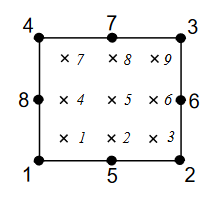 4 7 3
× 7 × 8 × 9
8 × 4 × 5 × 6 6
× 1 × 2 × 3
1 5 2